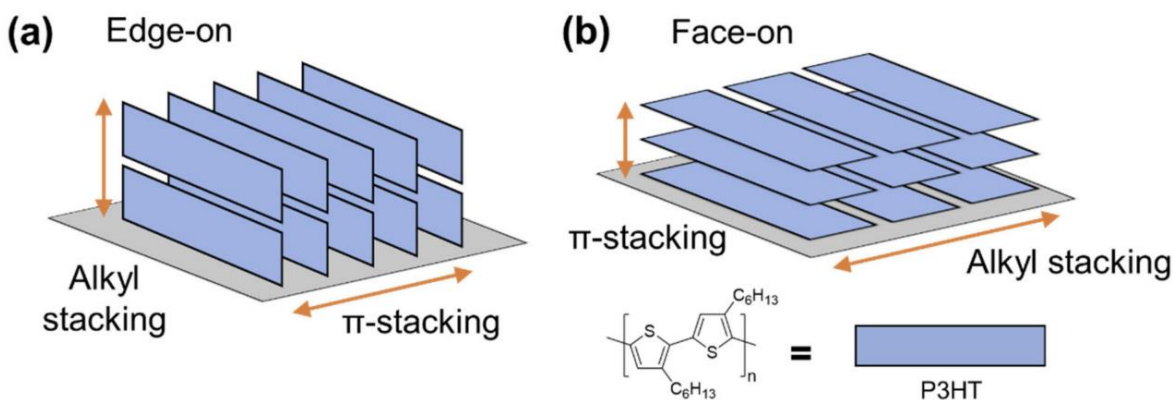 (a) Edge-on
Alkyl
stacking
π-stacking
(b) Face-on
π-stacking
Alkyl stacking
C6H13
S
S
n
C6H13
=
P3HT